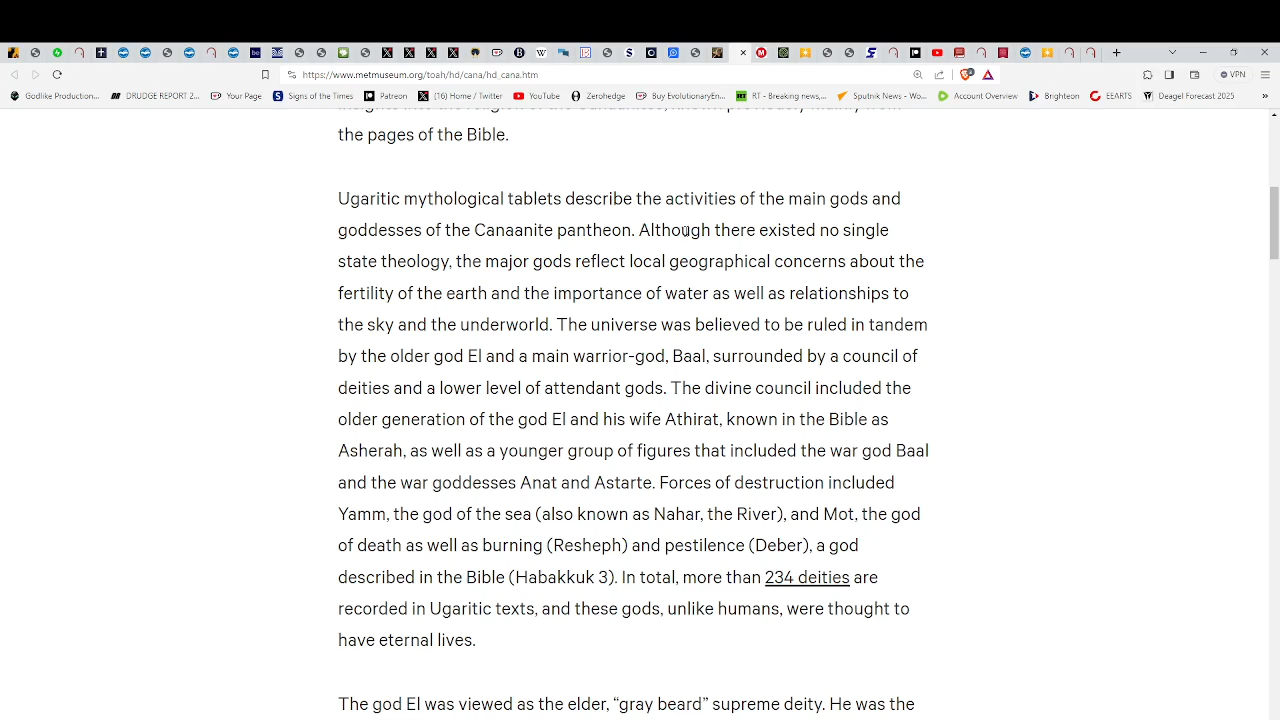 https://www.metmuseum.org/toah/hd/cana/hd_cana.htm
VPN
Godlike Production...
DRUDGE REPORT 2...
Your Page
Signs of the Times
Patreon
(16) Home / Twitter
YouTube
Zerohedge
Buy EvolutionaryEn...
RT - Breaking news,...
Sputnik News - Wo...
Account Overview
Brighteon
EEARTS
Deagel Forecast
»
the pages of the Bible.
Ugaritic mythological tablets describe the activities of the main gods and
goddesses of the Canaanite pantheon. Although there existed no single
state theology, the major gods reflect local geographical concerns about the
fertility of the earth and the importance of water as well as relationships to
the sky and the underworld. The universe was believed to be ruled in tandem
by the older god El and a main warrior-god, Baal, surrounded by a council of
deities and a lower level of attendant gods. The divine council included the
older generation of the god El and his wife Athirat, known in the Bible as
Asherah, as well as a younger group of figures that included the war god Baal
and the war goddesses Anat and Astarte. Forces of destruction included
Yamm, the god of the sea (also known as Nahar, the River), and Mot, the god
of death as well as burning (Resheph) and pestilence (Deber), a god
described in the Bible (Habakkuk 3). In total, more than 234 deities are
recorded in Ugaritic texts, and these gods, unlike humans, were thought to
have eternal lives.
The god El was viewed as the elder, “gray beard” supreme deity. He was the